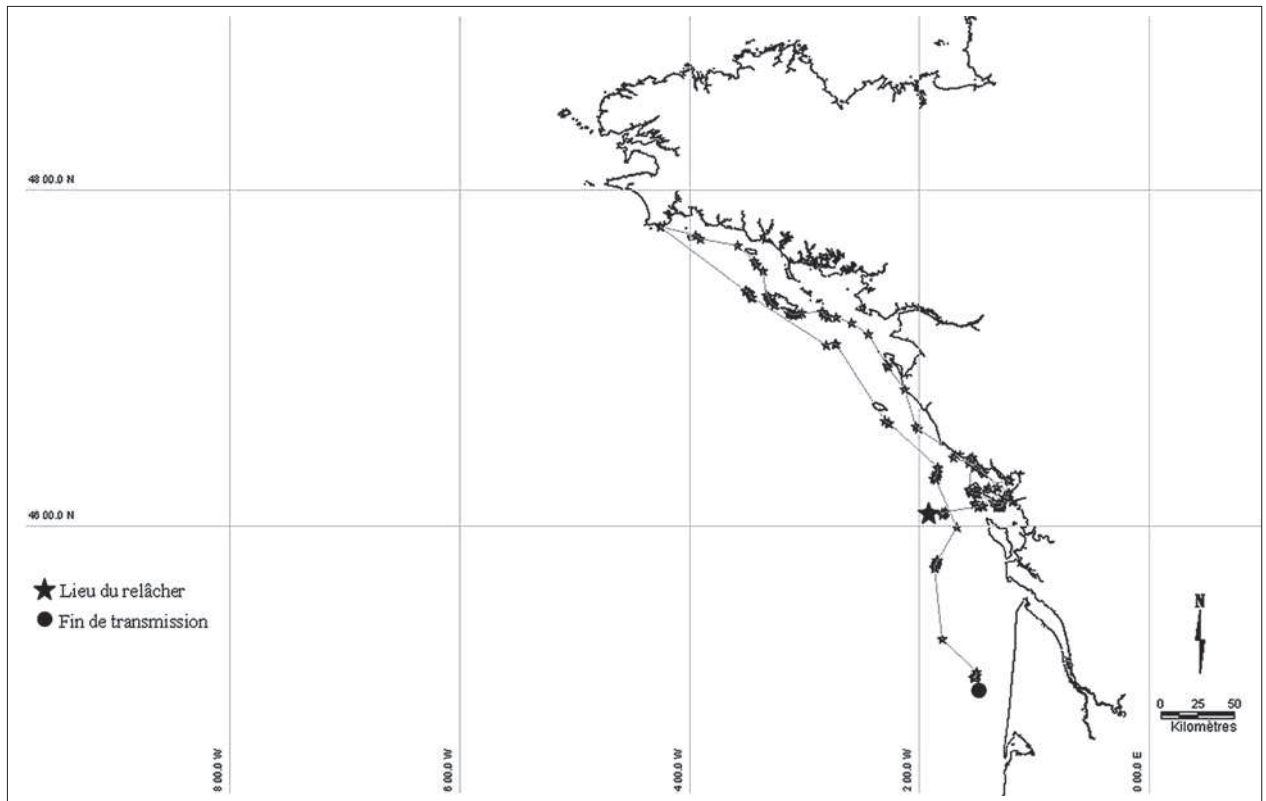 48 00.0 N
46 00.0 N
★ Lieu du relâcher
● Fin de transmission
N
0 25 50
Kilomètres
8 00.0 W
6 00.0 W
4 00.0 W
2 00.0 W
0 00.0 E